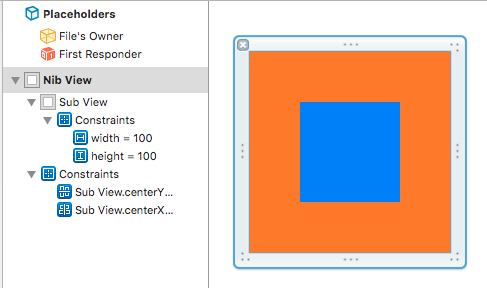 Placeholders
File's Owner
First Responder
Nib View
Sub View
Constraints
width = 100
height = 100
Constraints
Sub View.centerY...
Sub View.centerX...